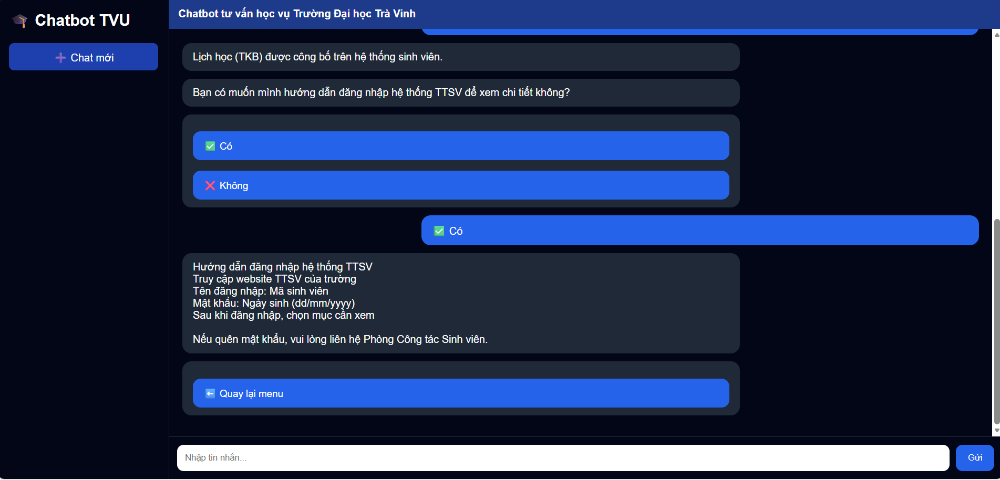 Chatbot TVU
Chat mới
Chatbot tư vấn học vụ Trường Đại học Trà Vinh
Lịch học (TKB) được công bố trên hệ thống sinh viên.
Bạn có muốn mình hướng dẫn đăng nhập hệ thống TTSV để xem chi tiết không?
Có
Không
Có
Hướng dẫn đăng nhập hệ thống TTSV
Truy cập website TTSV của trường
Tên đăng nhập: Mã sinh viên
Mật khẩu: Ngày sinh (dd/mm/yyyy)
Sau khi đăng nhập, chọn mục cần xem
Nếu quên mật khẩu, vui lòng liên hệ Phòng Công tác Sinh viên.
Quay lại menu
Nhập tin nhắn...
Gửi